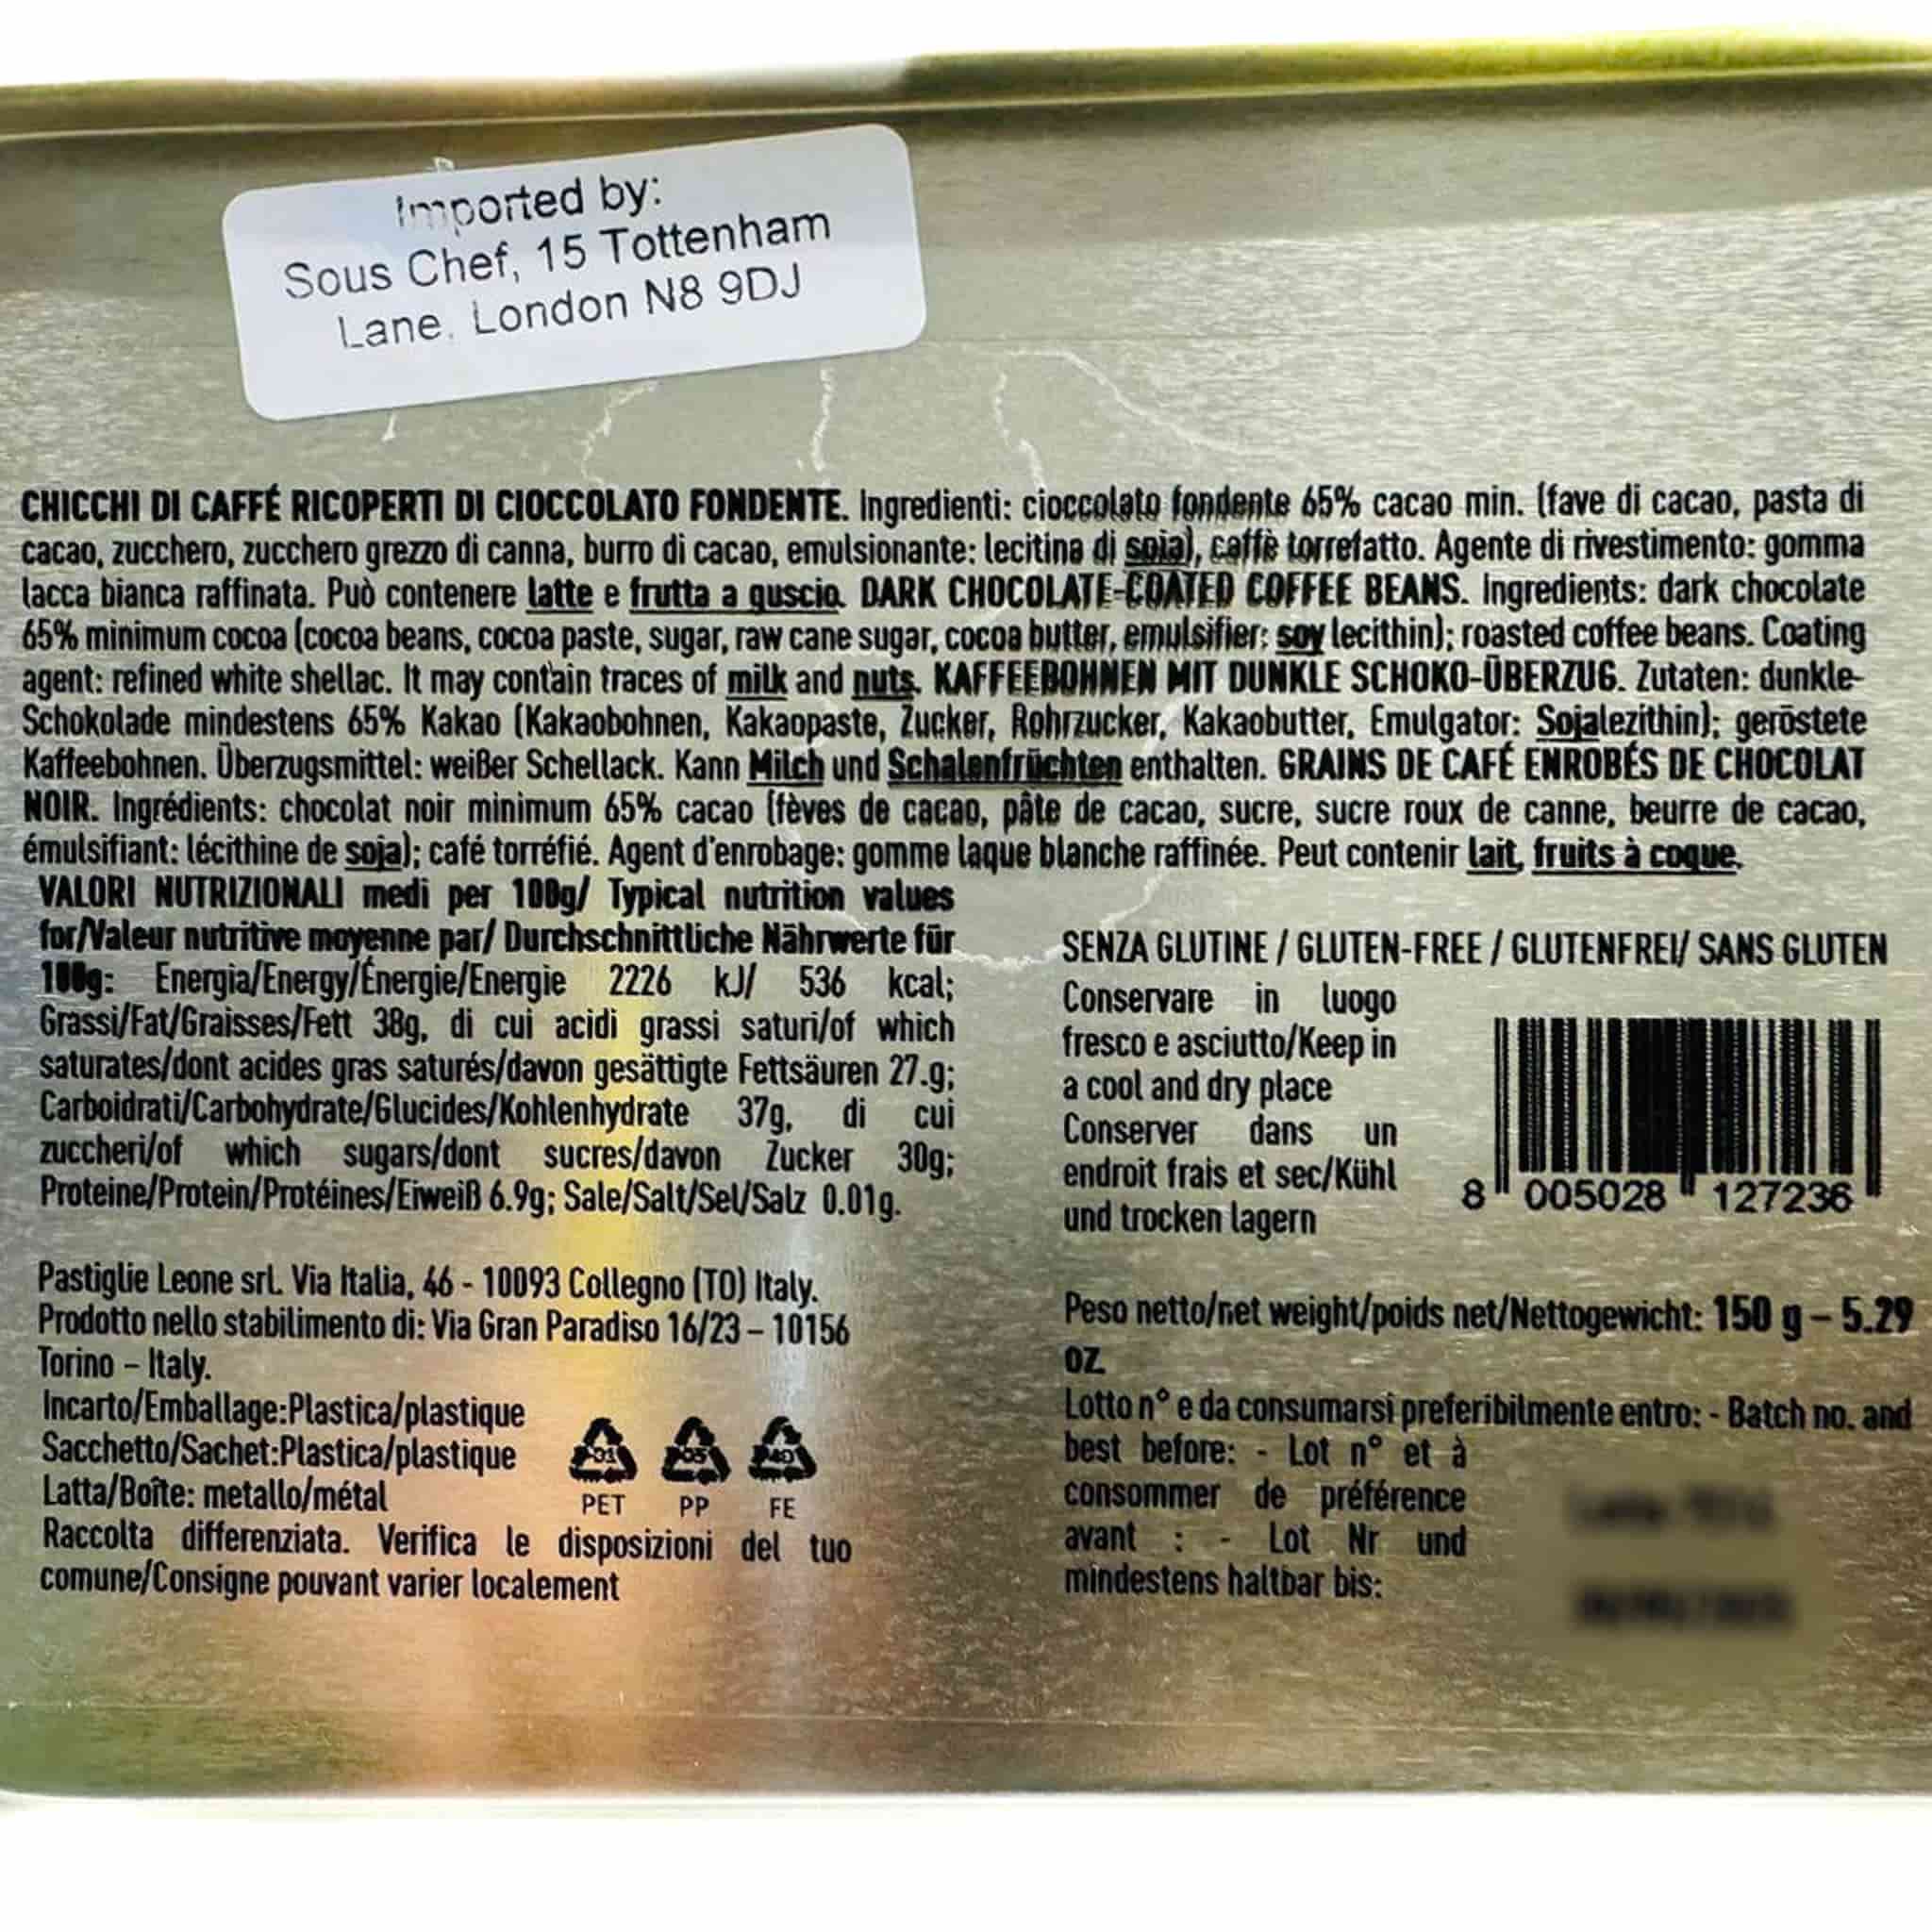 Imported by:
Sous Chef, 15 Tottenham
Lane. London N8 9DJ
CHICCHI DI CAFFÉ RICOPERTI DI CIOCCOLATO FONDENTE. Ingredienti: cioccolato fondente 65% cacao min. (fave di cacao, pasta di
cacao, zucchero, zucchero grezzo di canna, burro di cacao, emulsionante: lecitina di soia), caffè torrefatto. Agente di rivestimento: gomma
lacca bianca raffinata. Può contenere latte e frutta a guscio. DARK CHOCOLATE-COATED COFFEE BEANS. Ingredients: dark chocolate
65% minimum cocoa (cocoa beans, cocoa paste, sugar, raw cane sugar, cocoa butter, emulsifier: soy lecithin); roasted coffee beans. Coating
agent: refined white shellac. It may contain traces of milk and nuts. KAFFEEBOHNEN MIT DUNKLE SCHOKO-ÜBERZUG. Zutaten: dunkle-
Schokolade mindestens 65% Kakao (Kakaobohnen, Kakaopaste, Zucker, Rohrzucker, Kakaobutter, Emulgator: Sojalezithin); geröstete
Kaffeebohnen. Überzugsmittel: weißer Schellack. Kann Milch und Schalenfrüchten enthalten. GRAINS DE CAFÉ ENROBÉS DE CHOCOLAT
NOIR. Ingrédients: chocolat noir minimum 65% cacao (fèves de cacao, pâte de cacao, sucre, sucre roux de canne, beurre de cacao,
émulsifiant: lécithine de soja); café torréfié. Agent d'enrobage: gomme laque blanche raffinée. Peut contenir lait, fruits à coque.
VALORI NUTRIZIONALI medi per 100g/ Typical nutrition values
for/Valeur nutritive moyenne par/ Durchschnittliche Nährwerte für
100g: Energia/Energy/Énergie/Energie 2226 kJ/ 536 kcal;
Grassi/Fat/Graisses/Fett 38g, di cui acidi grassi saturi/of which
saturates/dont acides gras saturés/davon gesättigte Fettsäuren 27.g;
Carboidrati/Carbohydrate/Glucides/Kohlenhydrate 37g, di cui
zuccheri/of which sugars/dont sucres/davon Zucker 30g;
Proteine/Protein/Protéines/Eiweiß 6.9g; Sale/Salt/Sel/Salz 0.01g.
Pastiglie Leone srl. Via Italia, 46 - 10093 Collegno (TO) Italy.
Prodotto nello stabilimento di: Via Gran Paradiso 16/23 – 10156
Torino – Italy.
Incarto/Emballage:Plastica/plastique
Sacchetto/Sachet:Plastica/plastique
Latta/Boîte: metallo/métal
01 05 40
PET PP FE
Raccolta differenziata. Verifica le disposizioni del tuo
comune/Consigne pouvant varier localement
SENZA GLUTINE / GLUTEN-FREE / GLUTENFREI/ SANS GLUTEN
Conservare in luogo
fresco e asciutto/Keep in
a cool and dry place
Conserver dans un
endroit frais et sec/Kühl
und trocken lagern
8 005028 127236
Peso netto/net weight/poids net/Nettogewicht: 150 g – 5.29
oz
Lotto n° e da consumarsi preferibilmente entro: - Batch no. and
best before: - Lot n° et à
consommer de préférence
avant : - Lot Nr und
mindestens haltbar bis: